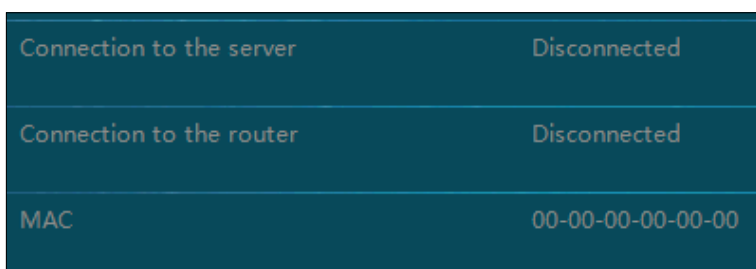 Connection to the server Disconnected
Connection to the router Disconnected
MAC 00-00-00-00-00-00